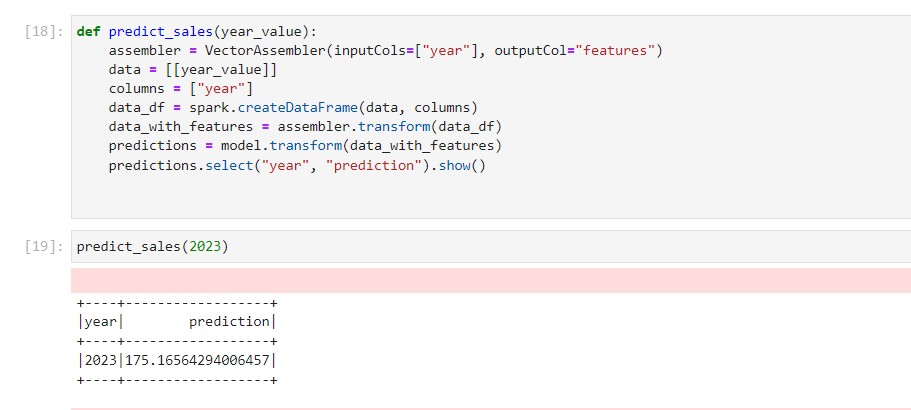 [18]: def predict_sales(year_value):
    assembler = VectorAssembler(inputCols=["year"], outputCol="features")
    data = [[year_value]]
    columns = ["year"]
    data_df = spark.createDataFrame(data, columns)
    data_with_features = assembler.transform(data_df)
    predictions = model.transform(data_with_features)
    predictions.select("year", "prediction").show()
[19]: predict_sales(2023)
+----+------------------+
|year|        prediction|
+----+------------------+
|2023|175.16564294006457|
+----+------------------+